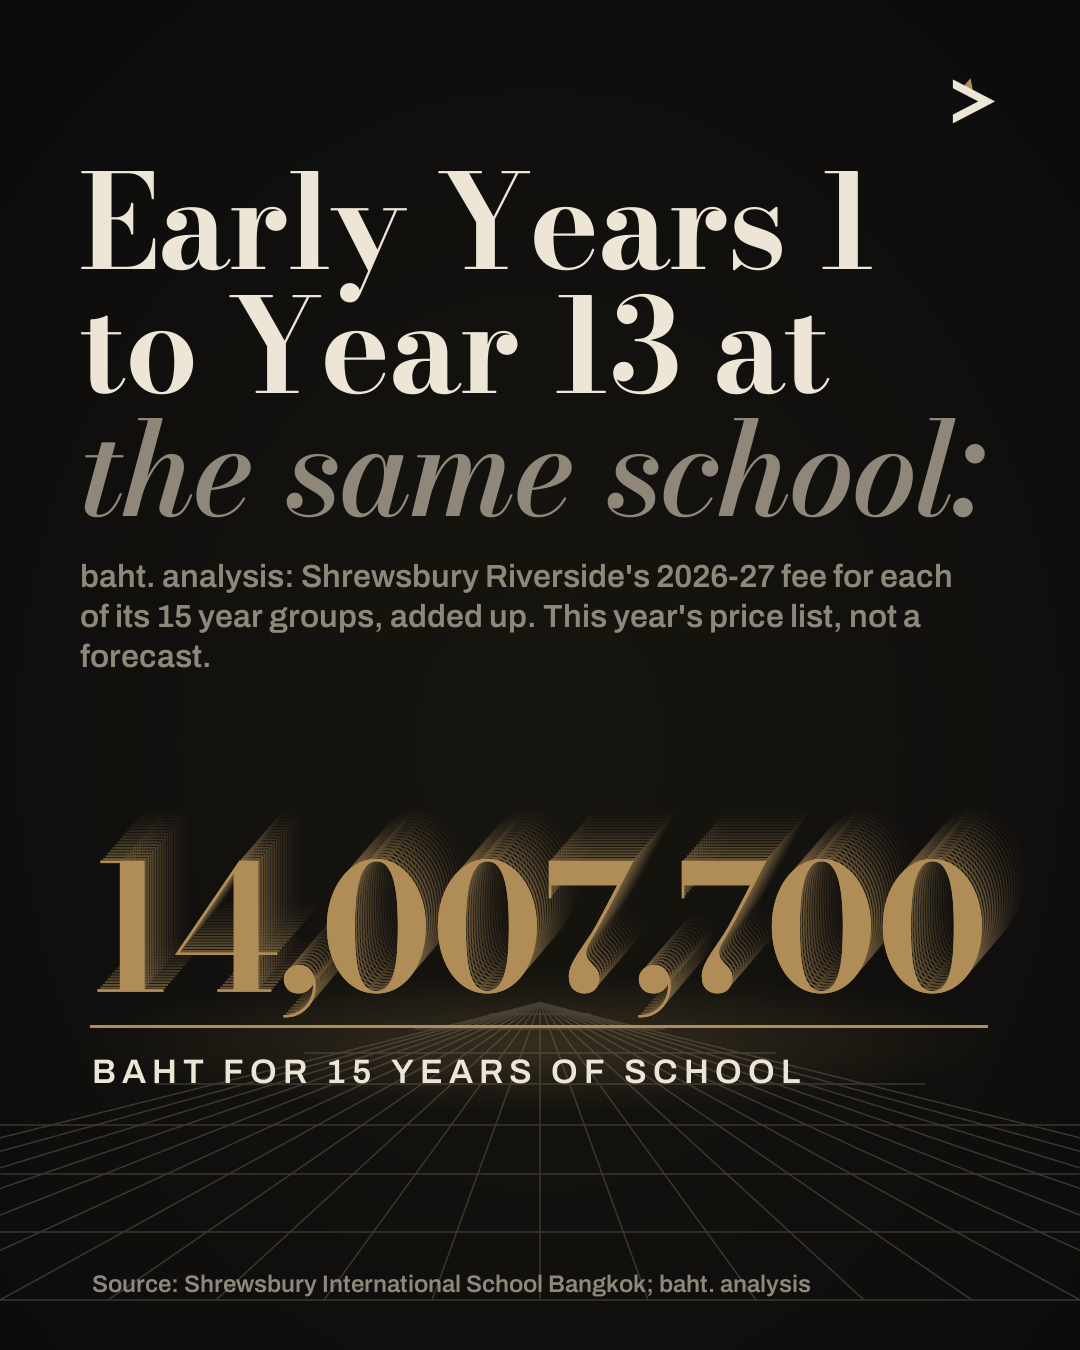 Early Years 1
to Year 13 at
the same school:
baht. analysis: Shrewsbury Riverside's 2026-27 fee for each
of its 15 year groups, added up. This year's price list, not a
forecast.
14,007,700
BAHT FOR 15 YEARS OF SCHOOL
Source: Shrewsbury International School Bangkok; baht. analysis